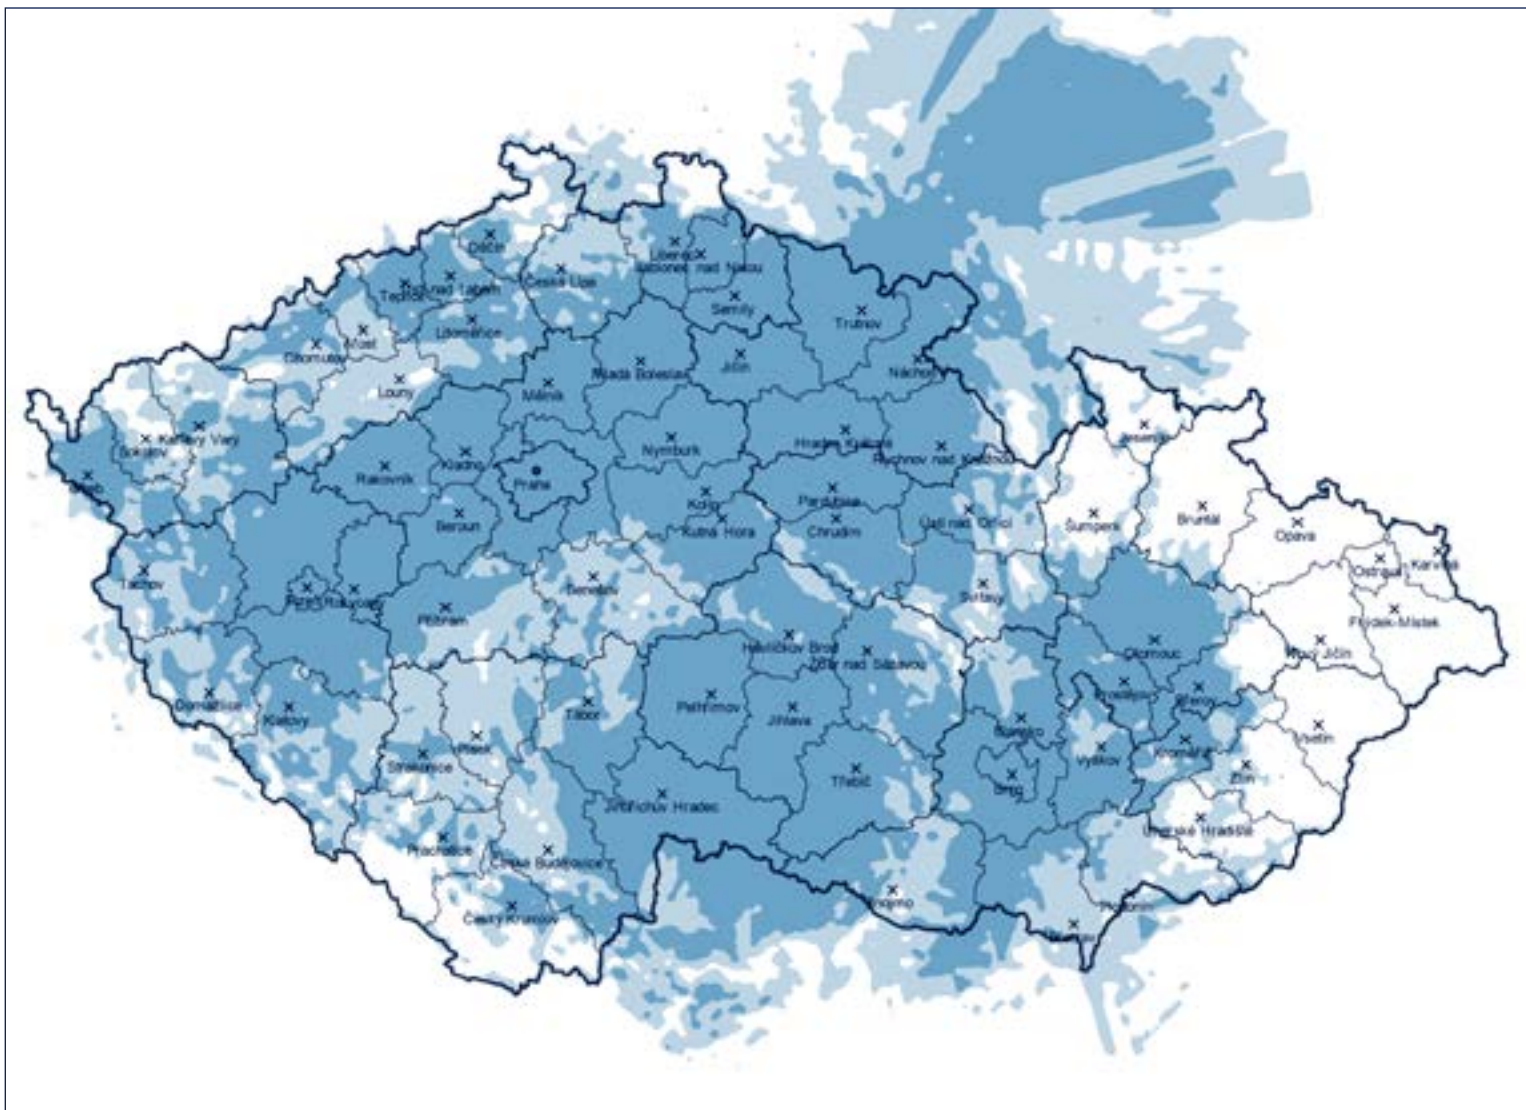 Děčín
Liberec
Jablonec nad Nisou
Teplice
Ústí nad Labem
Česká Lípa
Semily
Trutnov
Litoměřice
Most
Chomutov
Mladá Boleslav
Jičín
Náchod
Louny
Mělník
Karlovy Vary
Sokolov
Nymburk
Hradec Králové
Rychnov nad Kněžnou
Jeseník
Cheb
Rakovník
Kladno
Praha
Kolín
Pardubice
Beroun
Kutná Hora
Chrudim
Ústí nad Orlicí
Šumperk
Bruntál
Opava
Tachov
Ostrava
Karviná
Rokycany
Benešov
Svitavy
Příbram
Frýdek-Místek
Havlíčkův Brod
Žďár nad Sázavou
Olomouc
Nový Jičín
Domažlice
Klatovy
Tábor
Pelhřimov
Jihlava
Prostějov
Přerov
Strakonice
Písek
Blansko
Vyškov
Kroměříž
Vsetín
Třebíč
Brno
Zlín
Jindřichův Hradec
Prachatice
České Budějovice
Uherské Hradiště
Český Krumlov
Znojmo
Hodonín